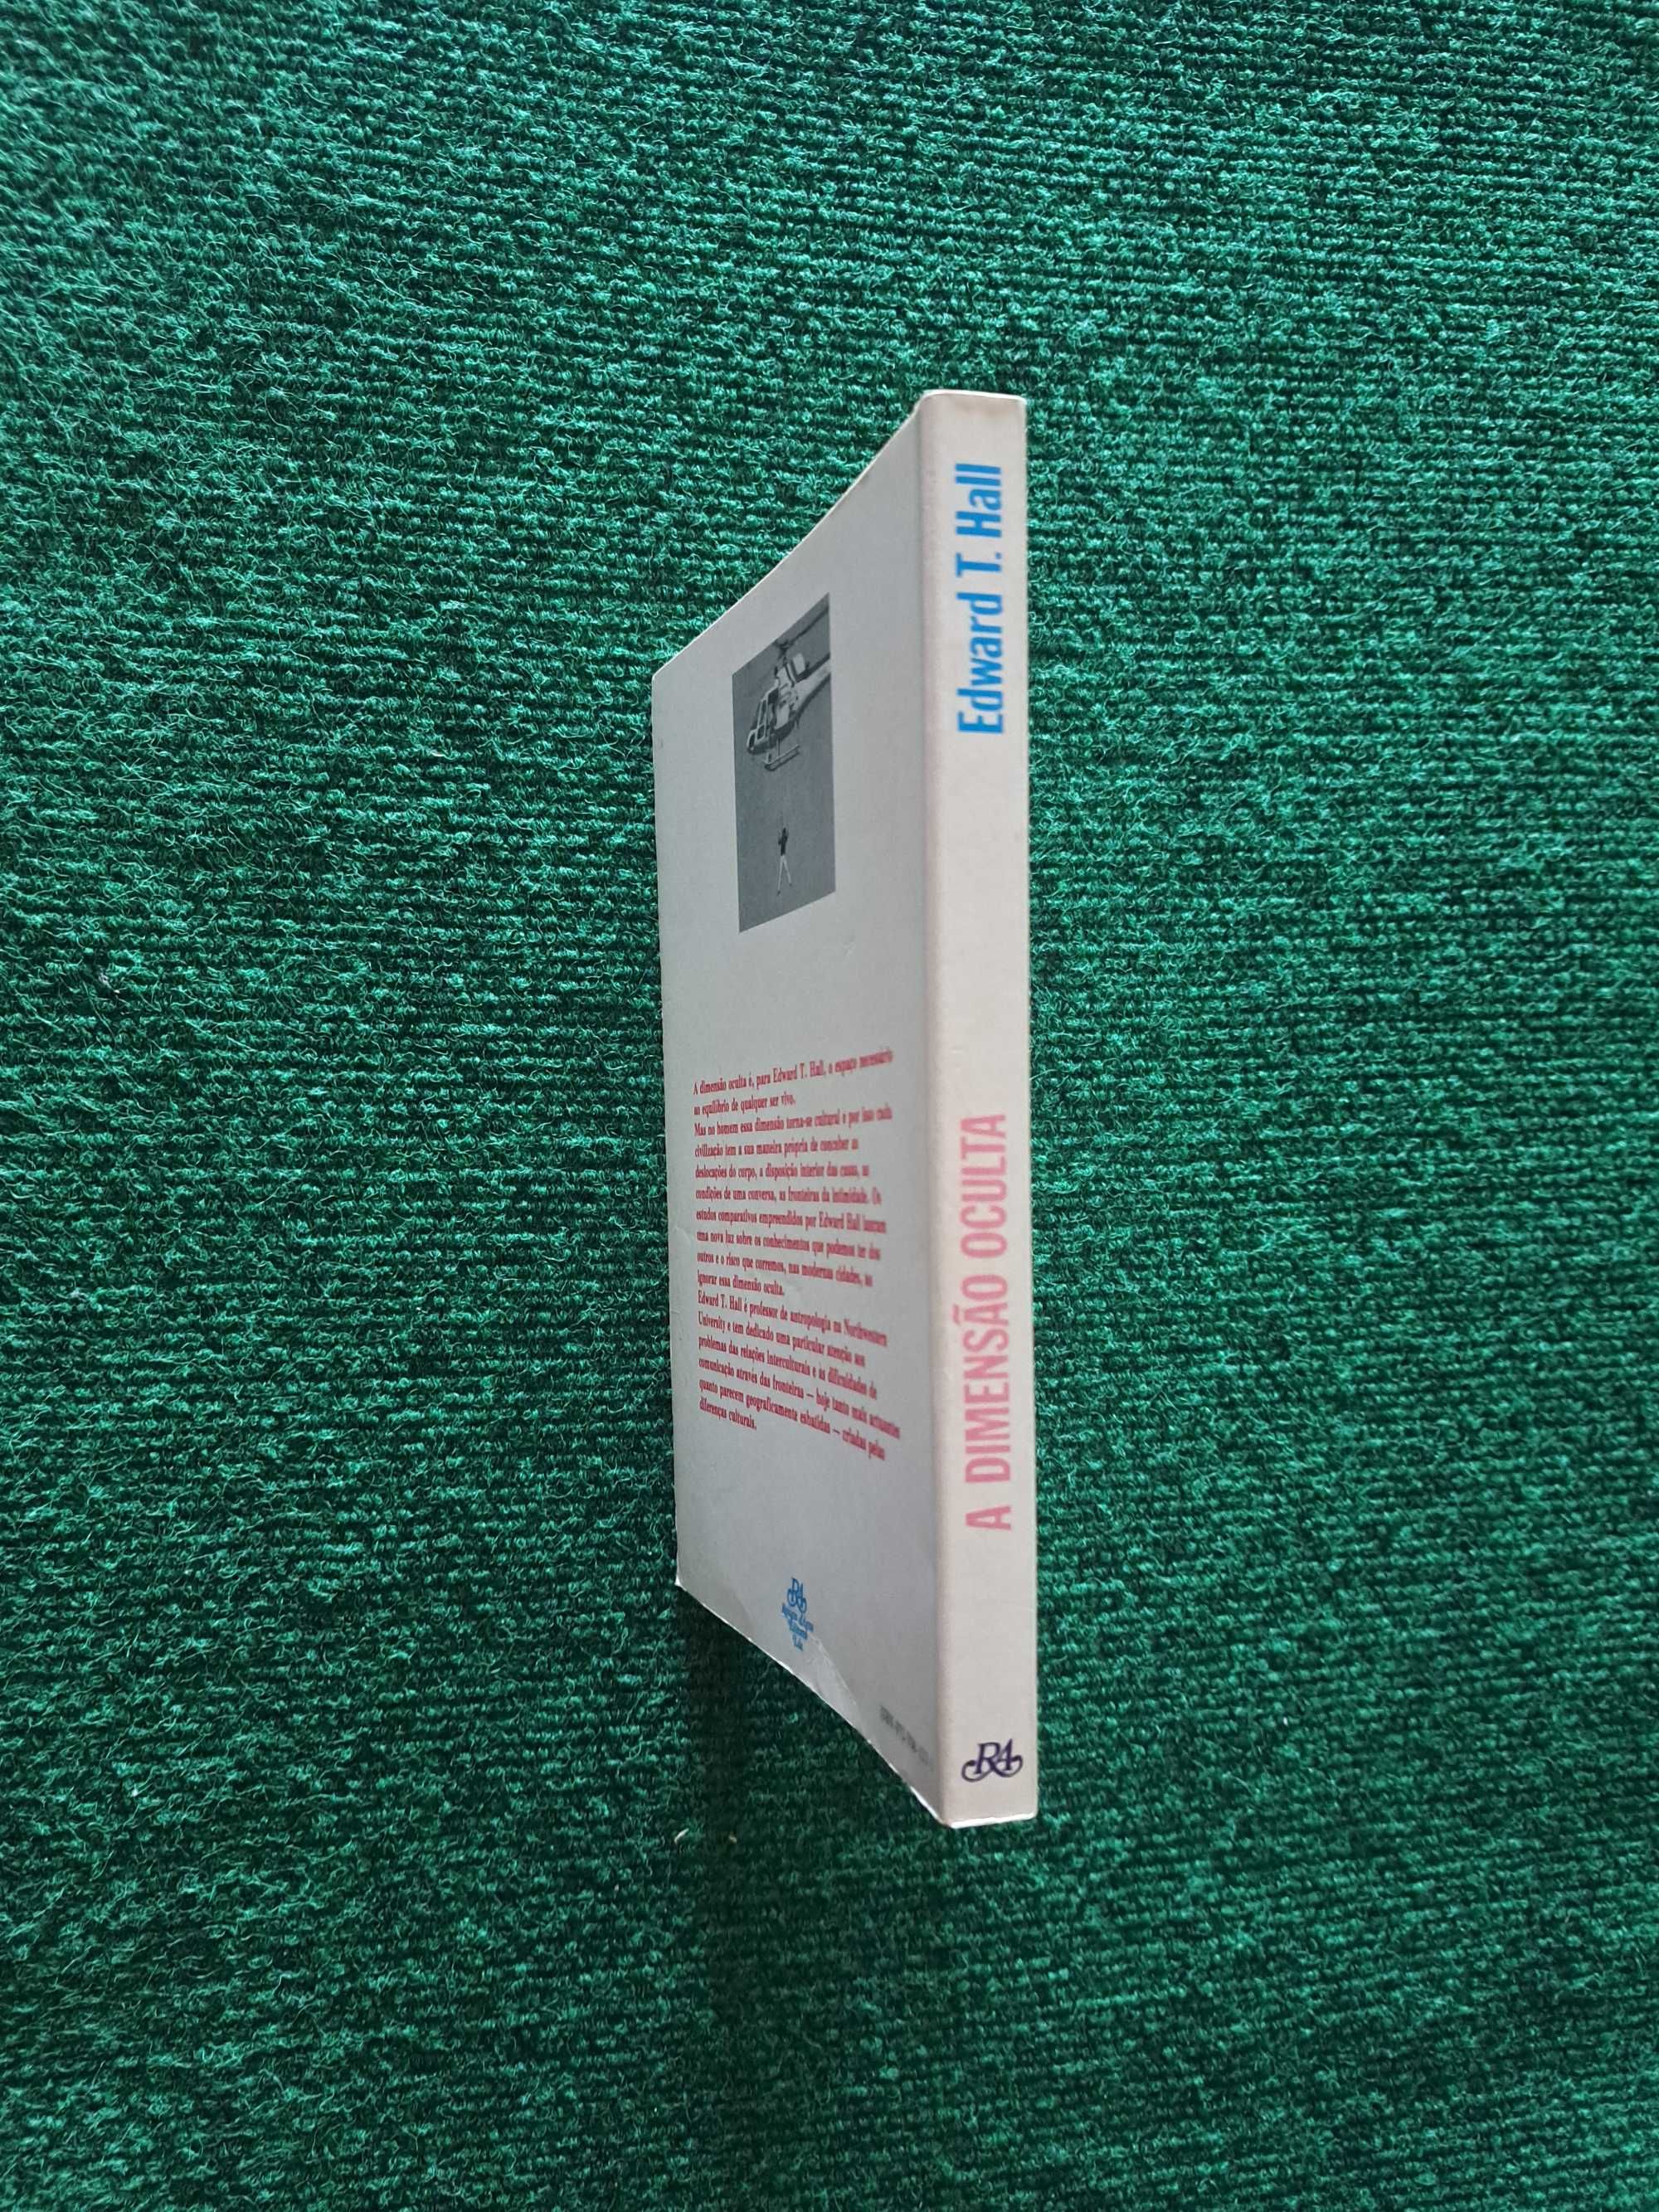 Edward T. Hall
A DIMENSÃO OCULTA
RA
A dimensão oculta é, para Edward T. Hall, o espaço necessário
ao equilíbrio de qualquer ser vivo.
Mas no homem essa dimensão torna-se cultural e por isso cada
civilização tem a sua maneira própria de conceber as
deslocações do corpo, a disposição interior das casas, as
condições de uma conversa, as fronteiras da intimidade. Os
estudos comparativos empreendidos por Edward Hall lançam
uma nova luz sobre os conhecimentos que podemos ter dos
outros e o risco que corremos, nas modernas cidades, ao
ignorar essa dimensão oculta.
Edward T. Hall é professor de antropologia na Northwestern
University e tem dedicado uma particular atenção aos
problemas das relações interculturais e às dificuldades de
comunicação através das fronteiras — hoje tanto mais actuantes
quanto parecem geograficamente esbatidas — criadas pelas
diferenças culturais.
RA